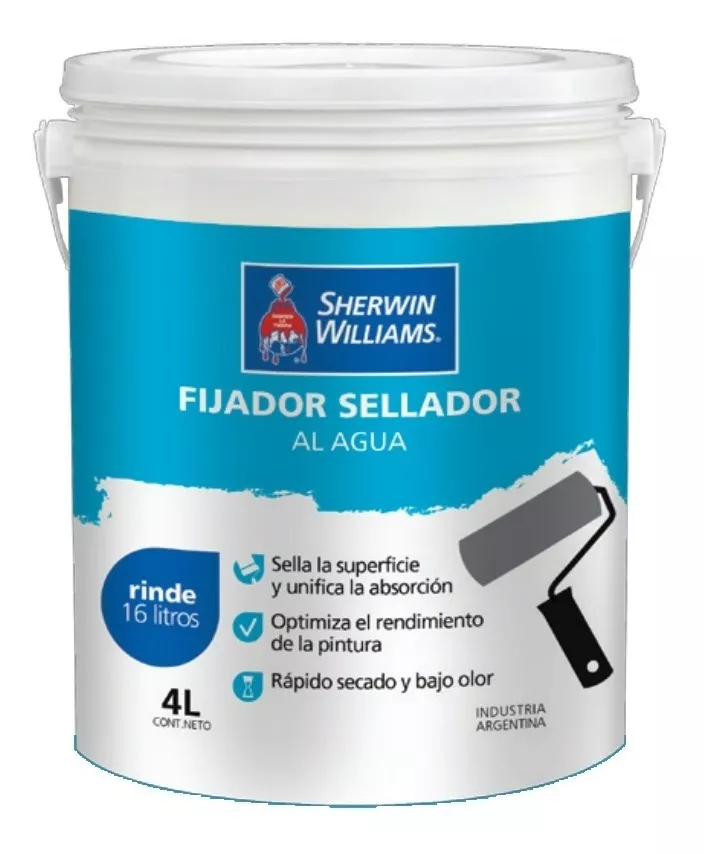 SHERWIN
WILLIAMS®
FIJADOR SELLADOR
AL AGUA
rinde
16 litros
Sella la superficie
y unifica la absorción
Optimiza el rendimiento
de la pintura
Rápido secado y bajo olor
4L
CONT.NETO
INDUSTRIA
ARGENTINA